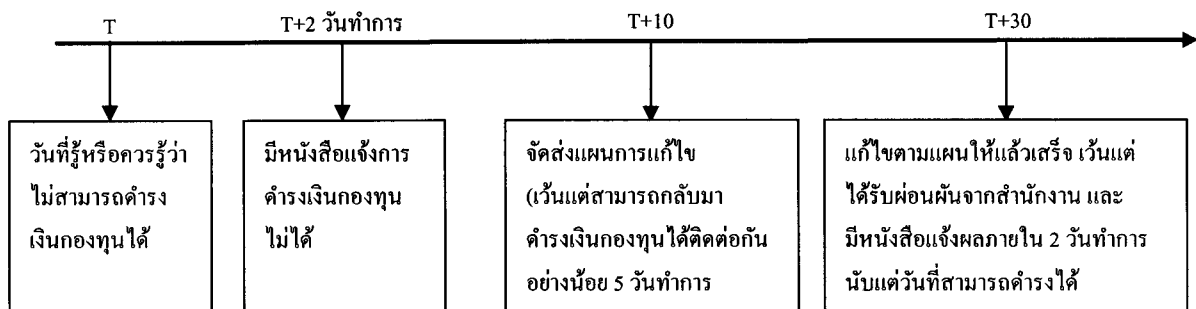 T
T+2 วันทำการ
T+10
T+30
วันที่รู้หรือควรรู้ว่า
ไม่สามารถดำรง
เงินกองทุนได้
มีหนังสือแจ้งการ
ดำรงเงินกองทุน
ไม่ได้
จัดส่งแผนการแก้ไข
(เว้นแต่สามารถกลับมา
ดำรงเงินกองทุนได้ติดต่อกัน
อย่างน้อย 5 วันทำการ
แก้ไขตามแผนให้แล้วเสร็จ เว้นแต่
ได้รับผ่อนผันจากสำนักงาน และ
มีหนังสือแจ้งผลภายใน 2 วันทำการ
นับแต่วันที่สามารถดำรงได้